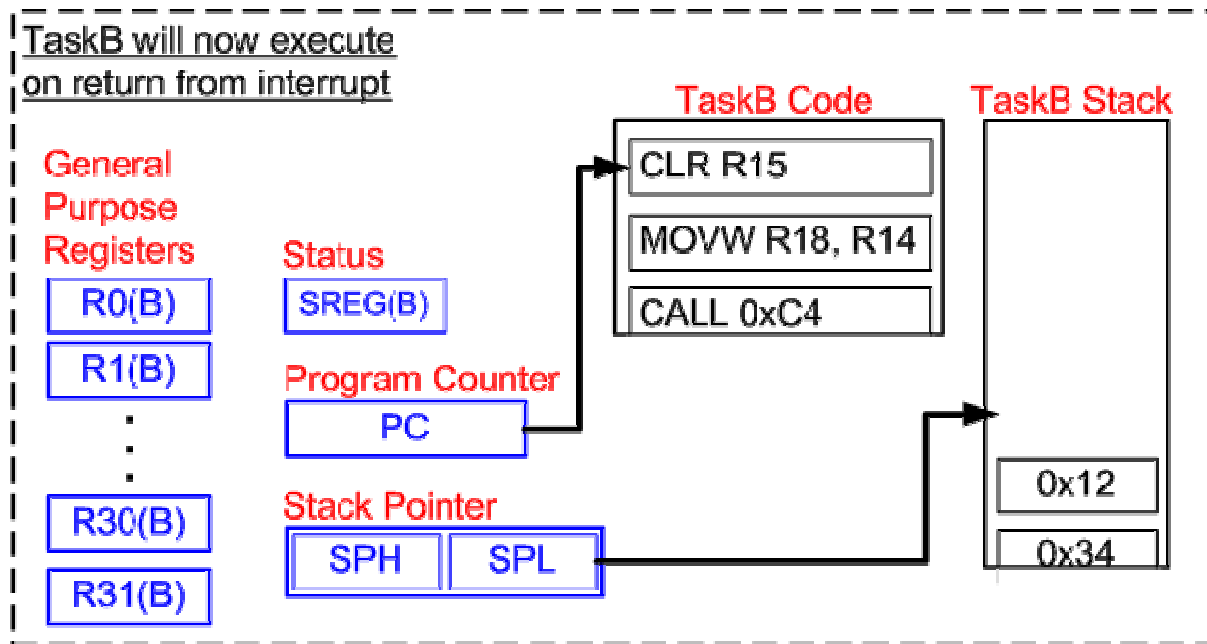 TaskB will now execute
on return from interrupt
TaskB Code
TaskB Stack
CLR R15
MOVW R18, R14
CALL 0xC4
General
Purpose
Registers
R0(B)
R1(B)
R30(B)
R31(B)
Status
SREG(B)
Program Counter
PC
Stack Pointer
SPH
SPL
0x12
0x34